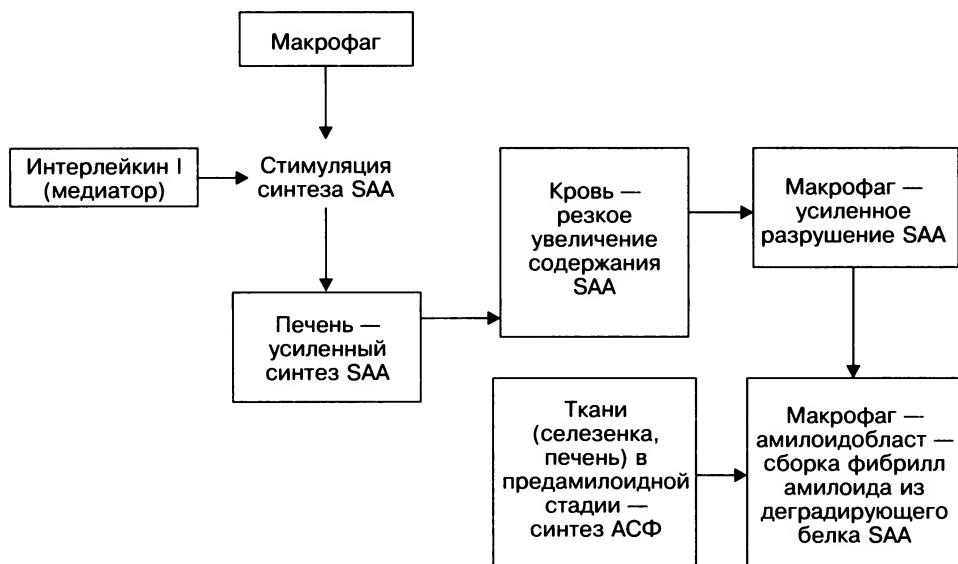 Макрофаг
Интерлейкин I
(медиатор)
Стимуляция
синтеза SAA
Печень —
усиленный
синтез SAA
Кровь —
резкое
увеличение
содержания
SAA
Макрофаг —
усиленное
разрушение SAA
Ткани
(селезенка,
печень) в
предамилоидной
стадии —
синтез АСФ
Макрофаг —
амилоидобласт —
сборка фибрилл
амилоида из
деградирующего
белка SAA